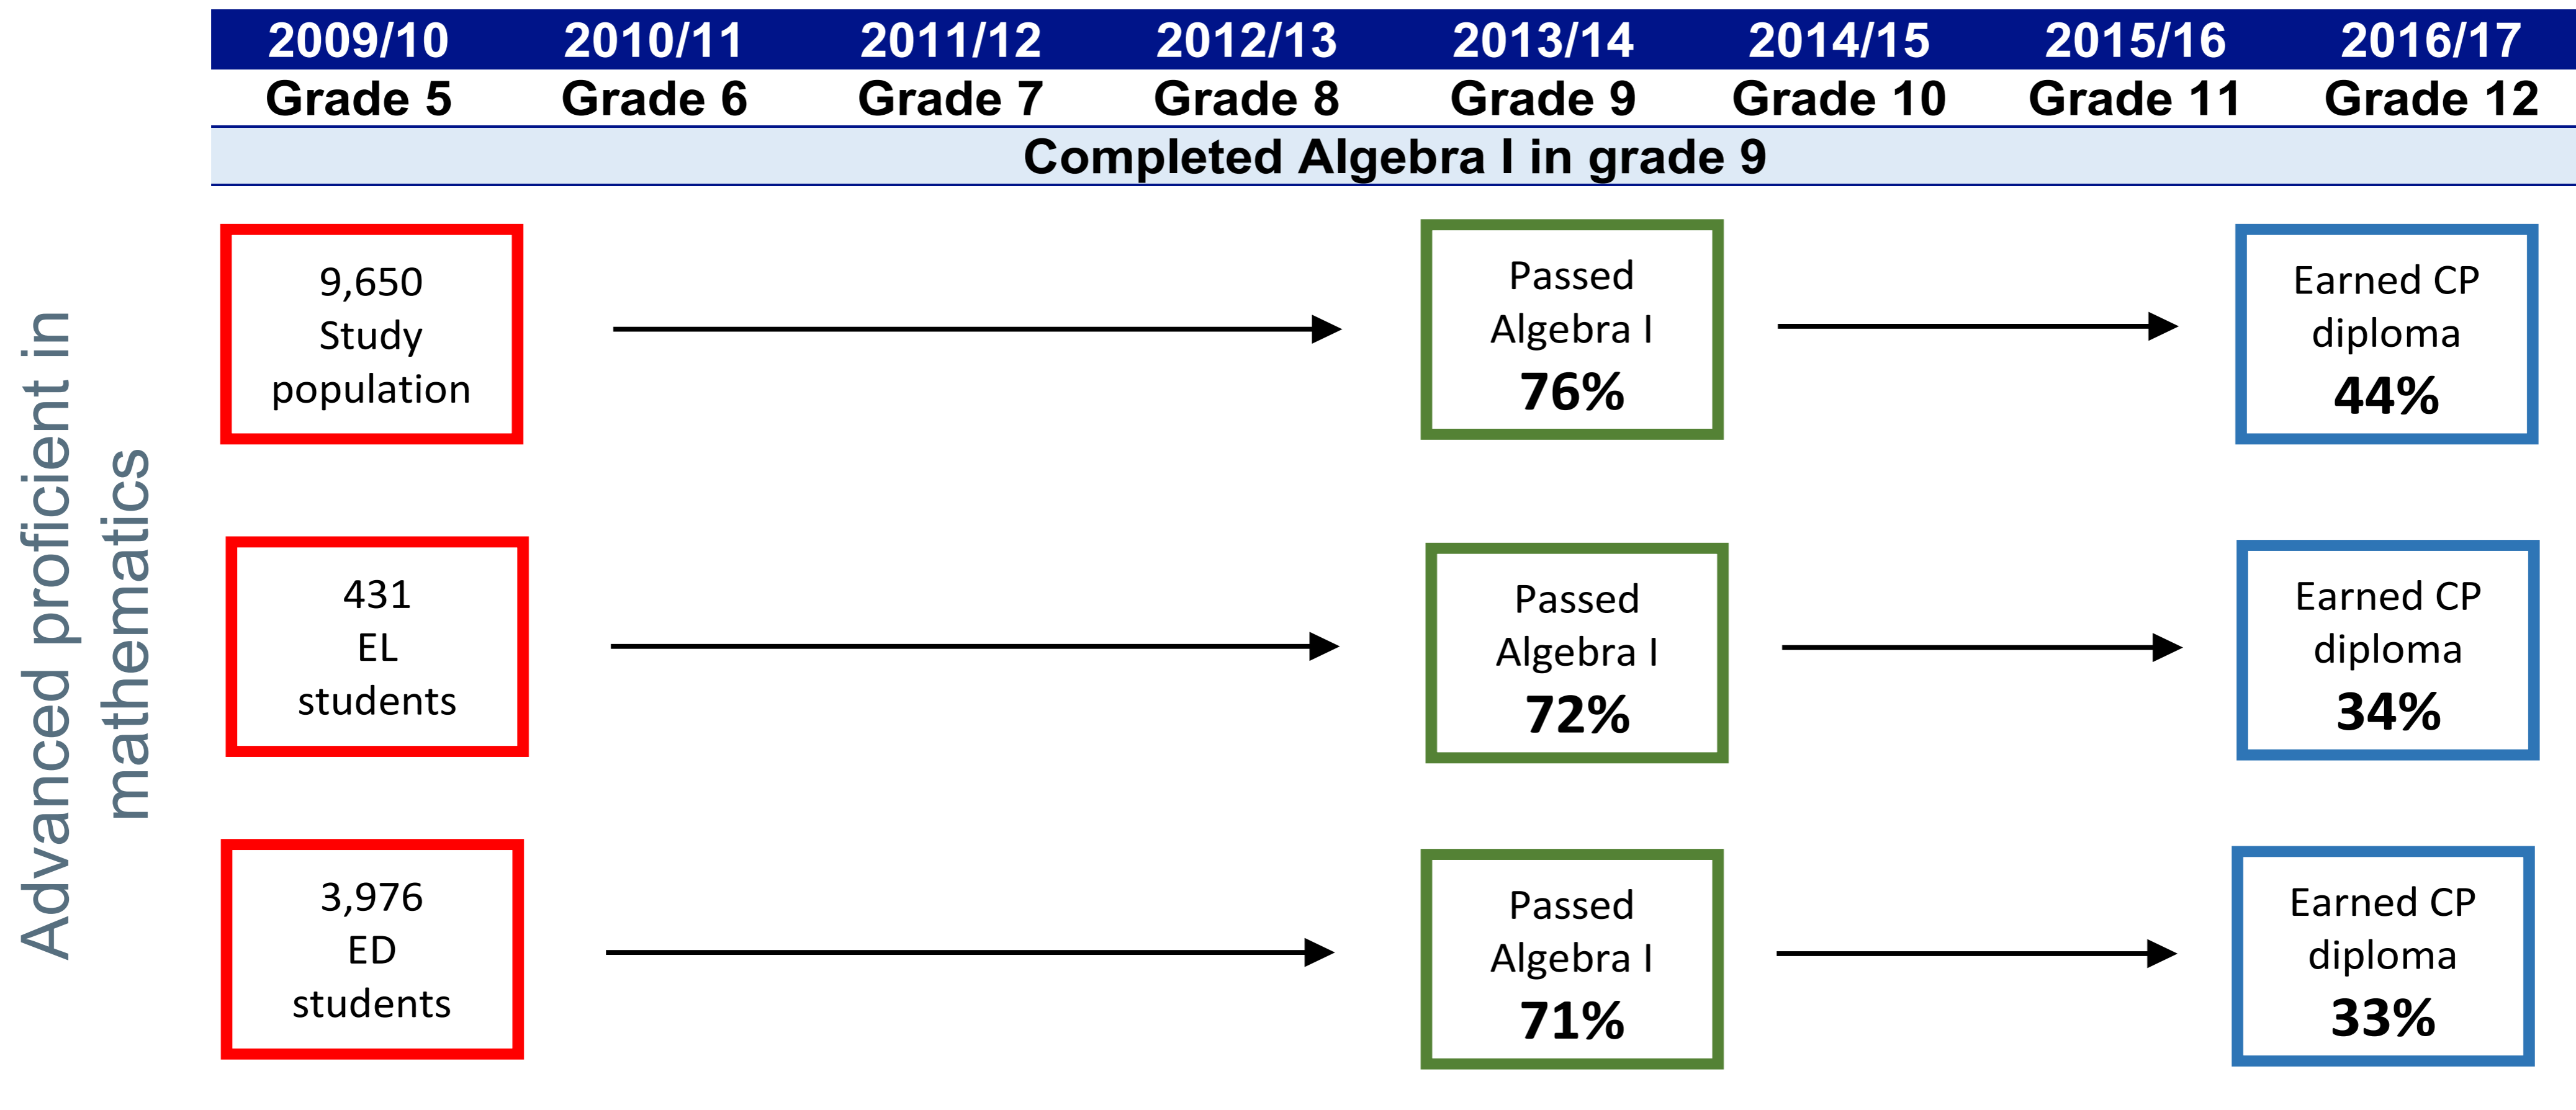 2009/10 2010/11 2011/12 2012/13 2013/14 2014/15 2015/16 2016/17
Grade 5 Grade 6 Grade 7 Grade 8 Grade 9 Grade 10 Grade 11 Grade 12
Completed Algebra I in grade 9
Advanced proficient in
mathematics
9,650
Study
population
Passed
Algebra I
76%
Earned CP
diploma
44%
431
EL
students
Passed
Algebra I
72%
Earned CP
diploma
34%
3,976
ED
students
Passed
Algebra I
71%
Earned CP
diploma
33%